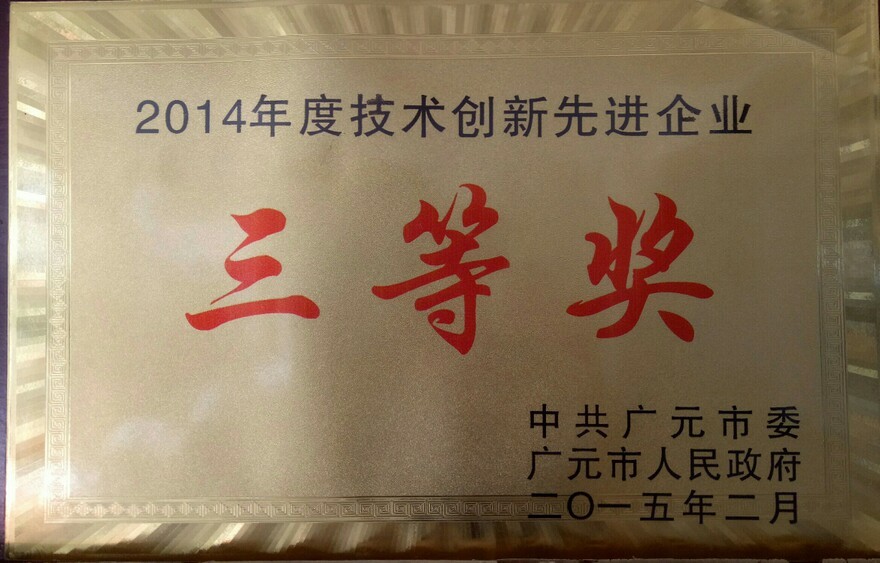 2014年度技术创新先进企业
三等奖
中共广元市委
广元市人民政府
二〇一五年二月